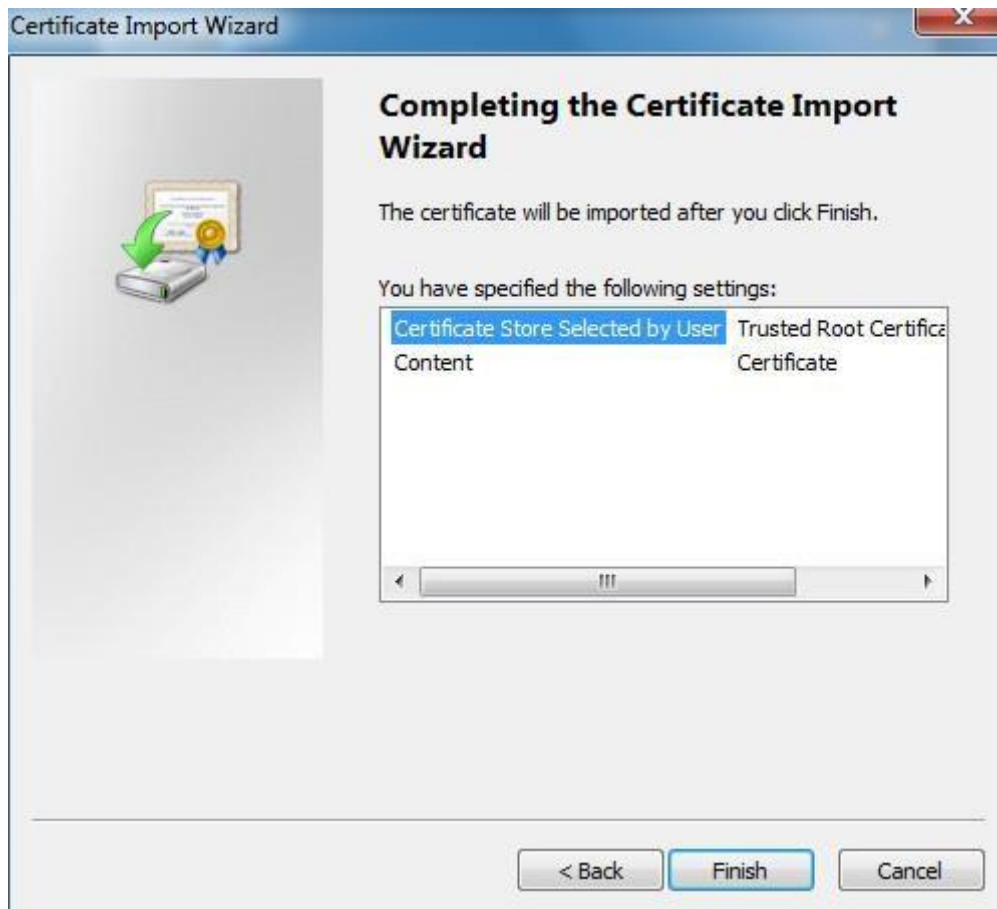 Certificate Import Wizard
Completing the Certificate Import
Wizard
The certificate will be imported after you click Finish.
You have specified the following settings:
Certificate Store Selected by User Trusted Root Certifica
Content Certificate
< Back Finish Cancel